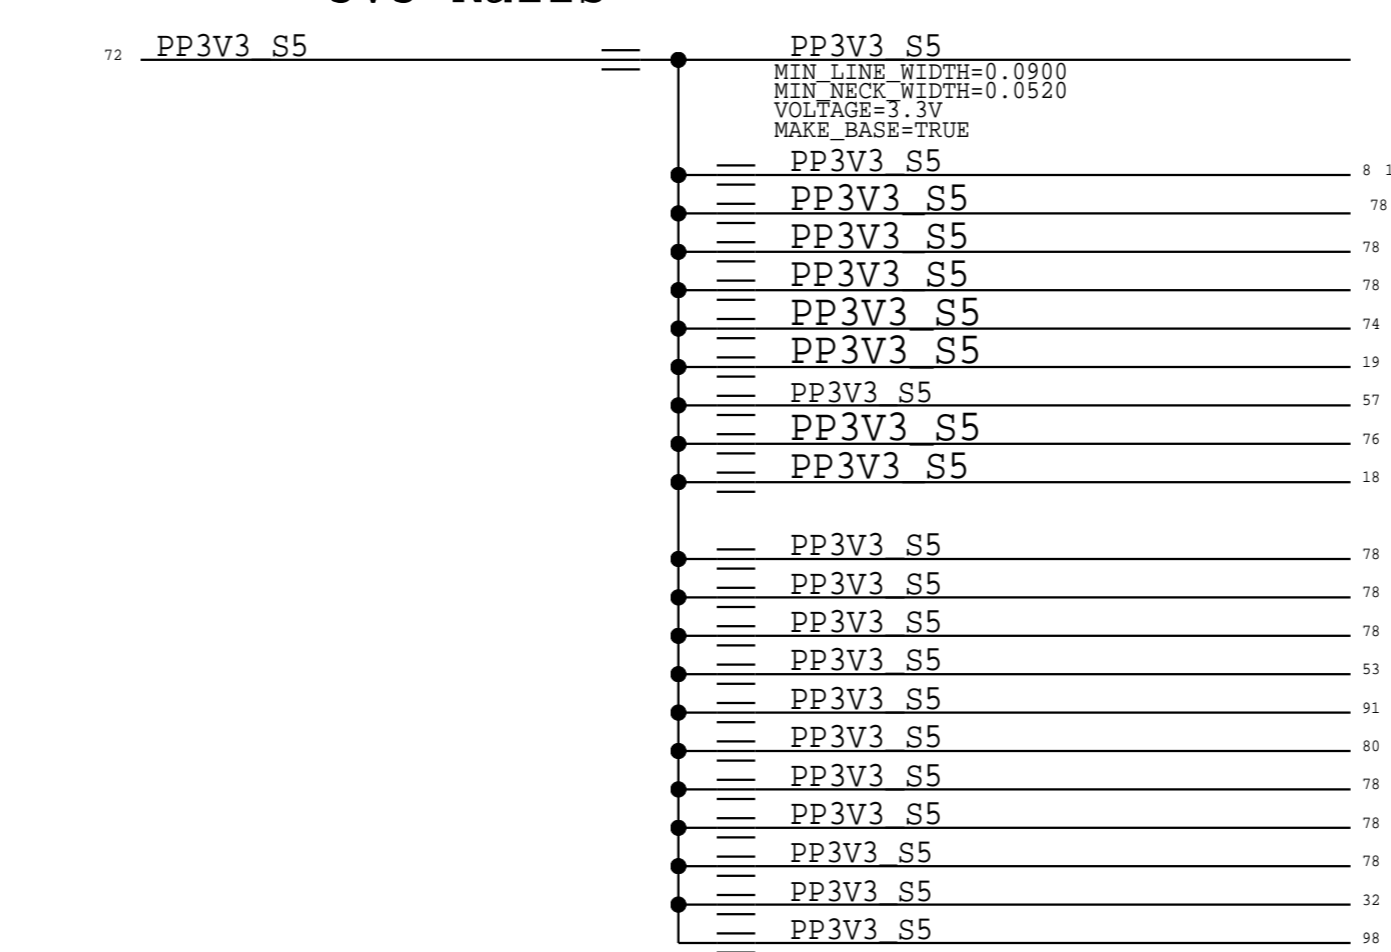 72 PP3V3_S5 PP3V3_S5
MIN_LINE_WIDTH=0.0900
MIN_NECK_WIDTH=0.0520
VOLTAGE=3.3V
MAKE_BASE=TRUE
PP3V3_S5 8 1
PP3V3_S5 78
PP3V3_S5 78
PP3V3_S5 78
PP3V3_S5 74
PP3V3_S5 19
PP3V3_S5 57
PP3V3_S5 76
PP3V3_S5 18
PP3V3_S5 78
PP3V3_S5 78
PP3V3_S5 78
PP3V3_S5 53
PP3V3_S5 91
PP3V3_S5 80
PP3V3_S5 78
PP3V3_S5 78
PP3V3_S5 78
PP3V3_S5 32
PP3V3_S5 98